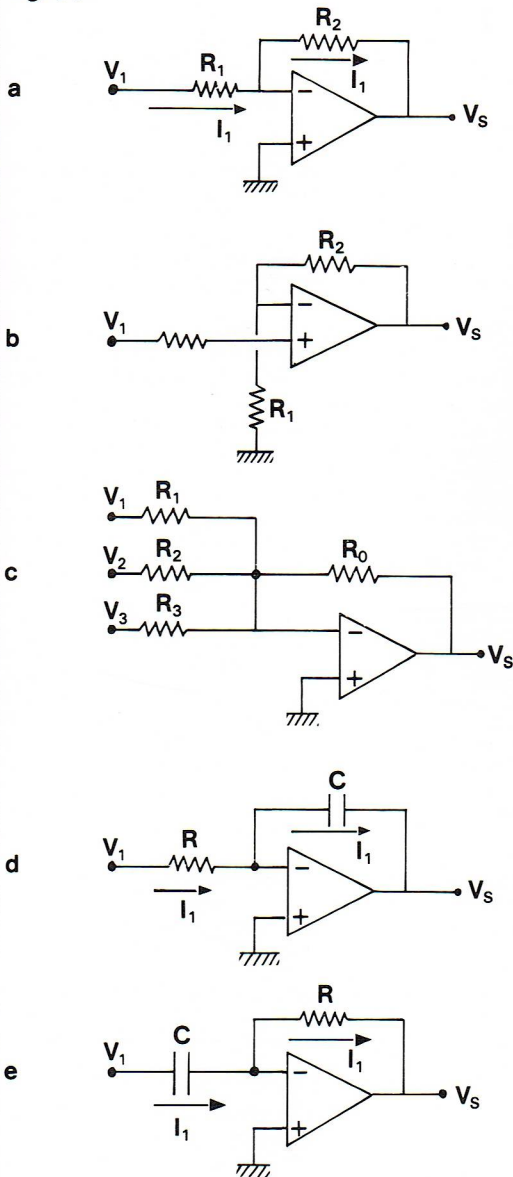 a
V₁
R₁
R₂
I₁
I₁
−
+
Vₛ
b
V₁
R₂
−
+
R₁
Vₛ
c
V₁
R₁
V₂
R₂
V₃
R₃
R₀
−
+
Vₛ
d
V₁
R
I₁
C
I₁
−
+
Vₛ
e
V₁
C
I₁
R
I₁
−
+
Vₛ